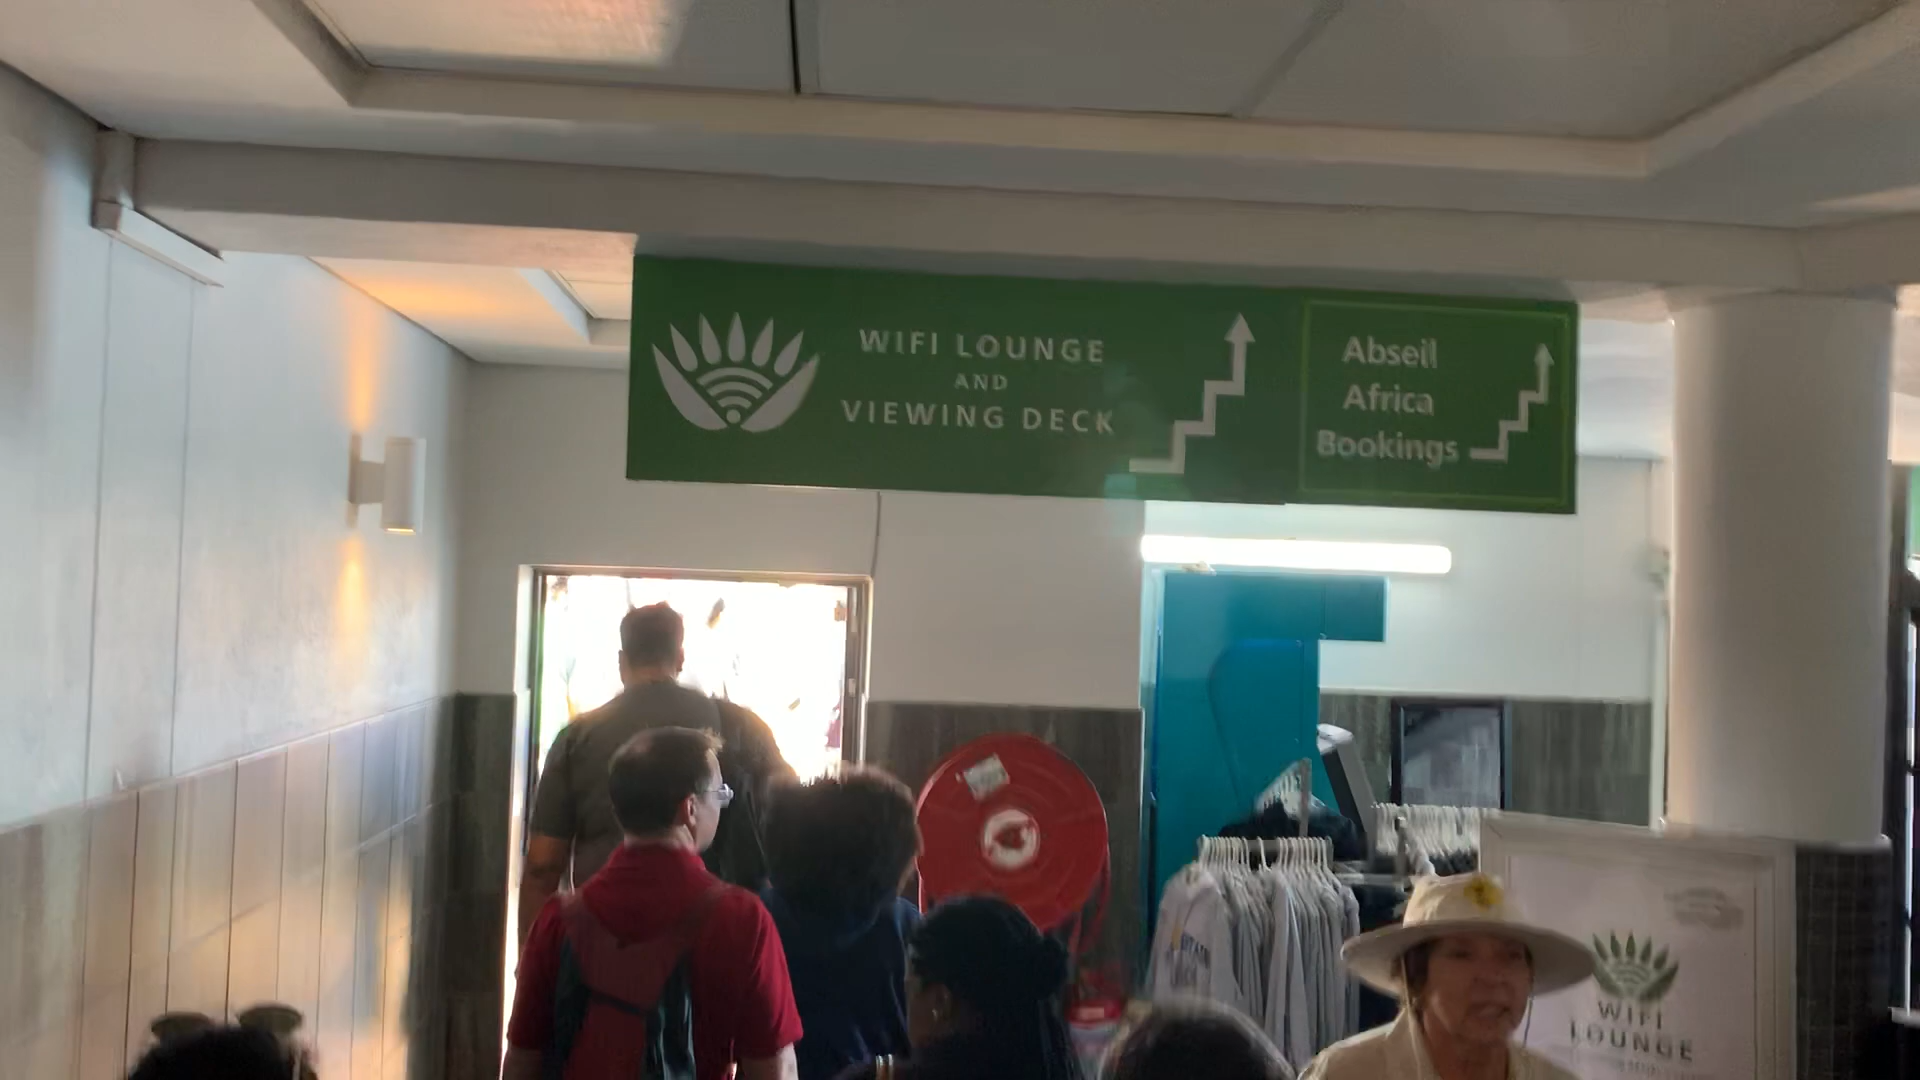 WIFI LOUNGE
AND
VIEWING DECK
Abseil
Africa
Bookings
WIFI
LOUNGE